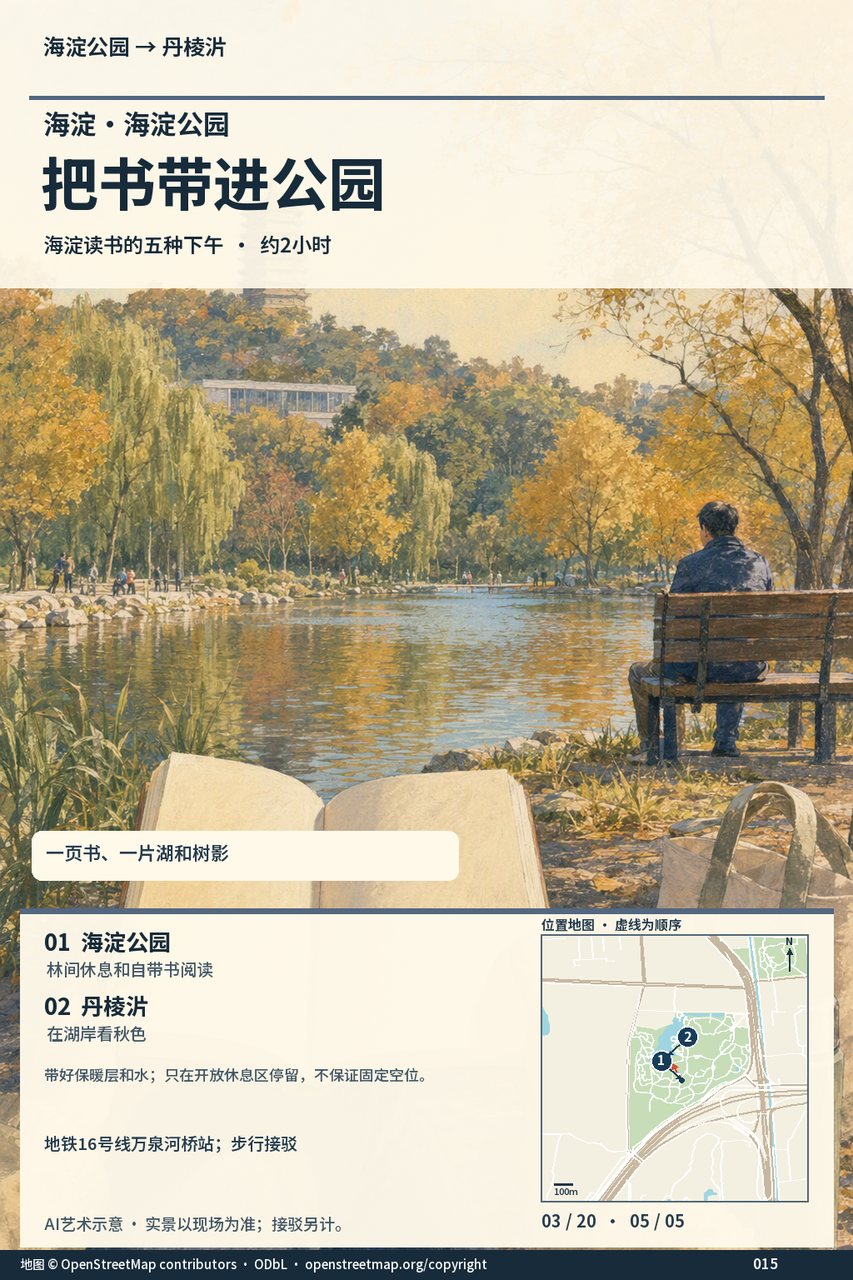 海淀公园 → 丹棱沜
海淀·海淀公园
把书带进公园
海淀读书的五种下午 · 约2小时
一页书、一片湖和树影
01 海淀公园
林间休息和自带书阅读
02 丹棱沜
在湖岸看秋色
带好保暖层和水；只在开放休息区停留，不保证固定空位。
地铁16号线万泉河桥站；步行接驳
AI艺术示意 · 实景以现场为准；接驳另计。
位置地图 · 虚线为顺序
N
2
1
100m
03 / 20 · 05 / 05
地图 © OpenStreetMap contributors · ODbL · openstreetmap.org/copyright
015